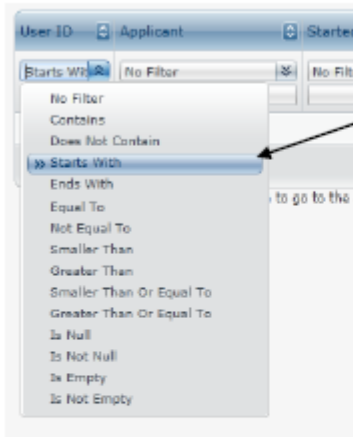 User ID Applicant Starte
Starts Wit No Filter No Filt
No Filter
Contains
Does Not Contain
» Starts With
Ends With
Equal To
to go to the
Not Equal To
Smaller Than
Greater Than
Smaller Than Or Equal To
Greater Than Or Equal To
Is Null
Is Not Null
Is Empty
Is Not Empty